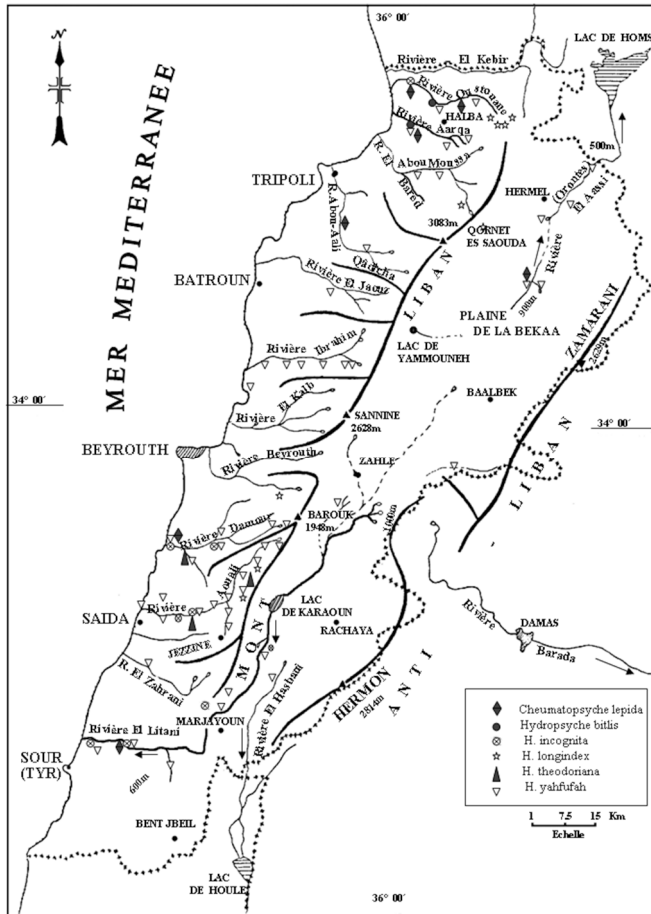 36° 00'
LAC DE HOMS
N
Rivière El Kebir
Rivière Oustouane
HALBA
Rivière Aarqa
500m
R. El Bared
Abou Moussa
TRIPOLI
HERMEL
(Orontes)
El Aassi
Rivière
R. Abou-Aali
3083m
QORNET
ES SAOUDA
Qadicha
MER MEDITERRANEE
BATROUN
Rivière El Jaouz
900m
PLAINE
DE LA BEKAA
LIBAN
ZAMARANI
2629m
Rivière Ibrahim
LAC DE
YAMMOUNEH
34° 00'
Rivière El Kalb
BAALBEK
SANNINE
2628m
34° 00'
BEYROUTH
Rivière Beyrouth
ZAHLE
LIBAN
BAROUK
1948m
1000m
Rivière Damour
Aouali
Rivière
SAIDA
LAC
DE KARAOUN
RACHAYA
Rivière
DAMAS
Barada
JEZZINE
MONT
R. El Zahrani
HERMON
2814m
ANTI
Rivière El Hasbani
MARJAYOUN
Rivière El Litani
SOUR
(TYR)
600m
BENT JBEIL
LAC
DE HOULE
36° 00'
Cheumatopsyche lepida
Hydropsyche bitlis
H. incognita
H. longindex
H. theodoriana
H. yahfufah
1 7.5 15 Km
Echelle